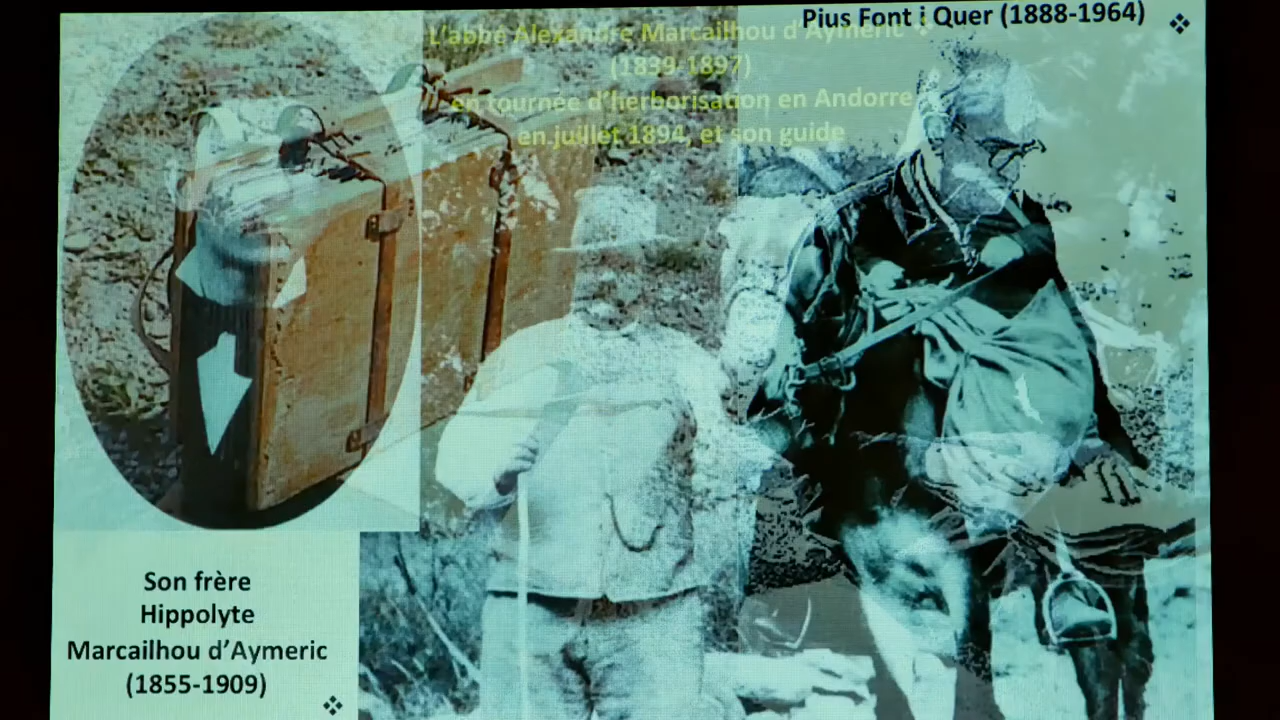 Pius Font i Quer (1888-1964)
L'abbé Alexandre Marcailhou d'Aymeric
(1839-1897)
en tournée d'herborisation en Andorre
en juillet 1894, et son guide
Son frère
Hippolyte
Marcailhou d'Aymeric
(1855-1909)